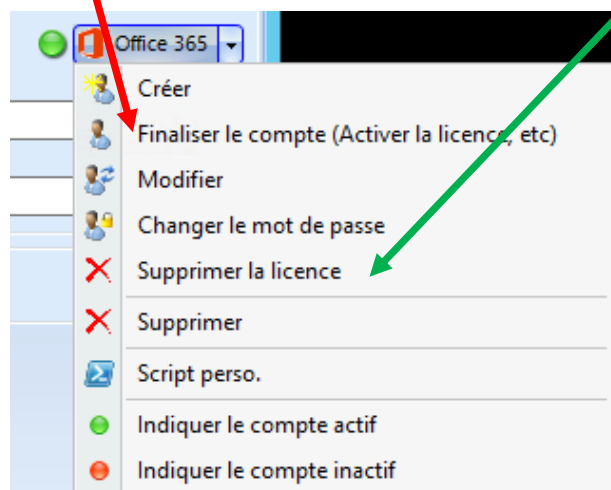 Office 365
Créer
Finaliser le compte (Activer la licence, etc)
Modifier
Changer le mot de passe
Supprimer la licence
Supprimer
Script perso.
Indiquer le compte actif
Indiquer le compte inactif